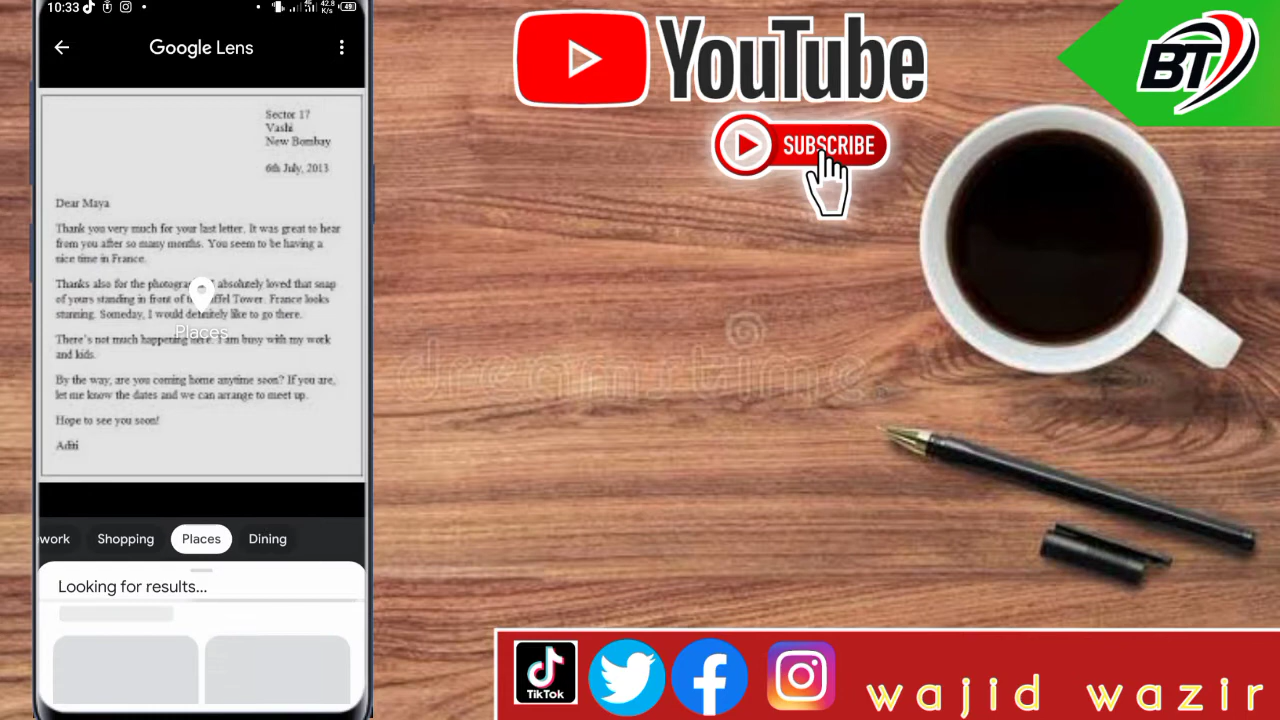 10:33
42.8
K/s
49
Google Lens
Sector 17
Vashi
New Bombay
6th July, 2013
Dear Maya
Thank you very much for your last letter. It was great to hear
from you after so many months. You seem to be having a
nice time in France.
Thanks also for the absolutely loved that snap
of yours standing in front of Tower. France looks
stunning. Someday, I would definitely like to go there.
Places
There's not much happening here. I am busy with my work
and kids.
By the way, are you coming home anytime soon? If you are,
let me know the dates and we can arrange to meet up.
Hope to see you soon!
Aditi
work Shopping Places Dining
Looking for results...
YouTube
SUBSCRIBE
BT
dreamstime.
TikTok
wajid wazir